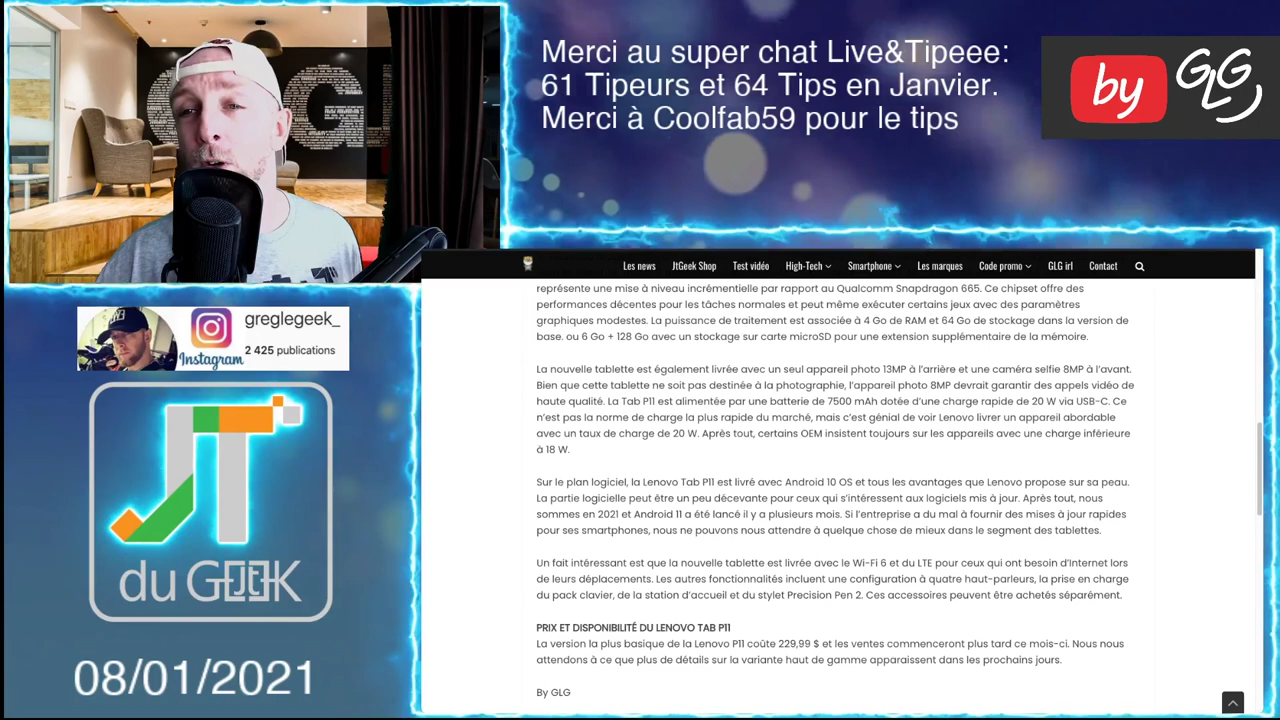 Merci au super chat Live&Tipeee:
61 Tipeurs et 64 Tips en Janvier.
Merci à Coolfab59 pour le tips
by GLG
greglegeek_
Instagram
2 425 publications
JT
du GEEK
08/01/2021
Les news JtGeek Shop Test vidéo High-Tech Smartphone Les marques Code promo GLG irl Contact
représente une mise à niveau incrémentielle par rapport au Qualcomm Snapdragon 665. Ce chipset offre des
performances décentes pour les tâches normales et peut même exécuter certains jeux avec des paramètres
graphiques modestes. La puissance de traitement est associée à 4 Go de RAM et 64 Go de stockage dans la version de
base. ou 6 Go + 128 Go avec un stockage sur carte microSD pour une extension supplémentaire de la mémoire.
La nouvelle tablette est également livrée avec un seul appareil photo 13MP à l'arrière et une caméra selfie 8MP à l'avant.
Bien que cette tablette ne soit pas destinée à la photographie, l'appareil photo 8MP devrait garantir des appels vidéo de
haute qualité. La Tab P11 est alimentée par une batterie de 7500 mAh dotée d'une charge rapide de 20 W via USB-C. Ce
n'est pas la norme de charge la plus rapide du marché, mais c'est génial de voir Lenovo livrer un appareil abordable
avec un taux de charge de 20 W. Après tout, certains OEM insistent toujours sur les appareils avec une charge inférieure
à 18 W.
Sur le plan logiciel, la Lenovo Tab P11 est livré avec Android 10 OS et tous les avantages que Lenovo propose sur sa peau.
La partie logicielle peut être un peu décevante pour ceux qui s'intéressent aux logiciels mis à jour. Après tout, nous
sommes en 2021 et Android 11 a été lancé il y a plusieurs mois. Si l'entreprise a du mal à fournir des mises à jour rapides
pour ses smartphones, nous ne pouvons nous attendre à quelque chose de mieux dans le segment des tablettes.
Un fait intéressant est que la nouvelle tablette est livrée avec le Wi-Fi 6 et du LTE pour ceux qui ont besoin d'Internet lors
de leurs déplacements. Les autres fonctionnalités incluent une configuration à quatre haut-parleurs, la prise en charge
du pack clavier, de la station d'accueil et du stylet Precision Pen 2. Ces accessoires peuvent être achetés séparément.
PRIX ET DISPONIBILITÉ DU LENOVO TAB P11
La version la plus basique de la Lenovo P11 coûte 229,99 $ et les ventes commenceront plus tard ce mois-ci. Nous nous
attendons à ce que plus de détails sur la variante haut de gamme apparaissent dans les prochains jours.
By GLG